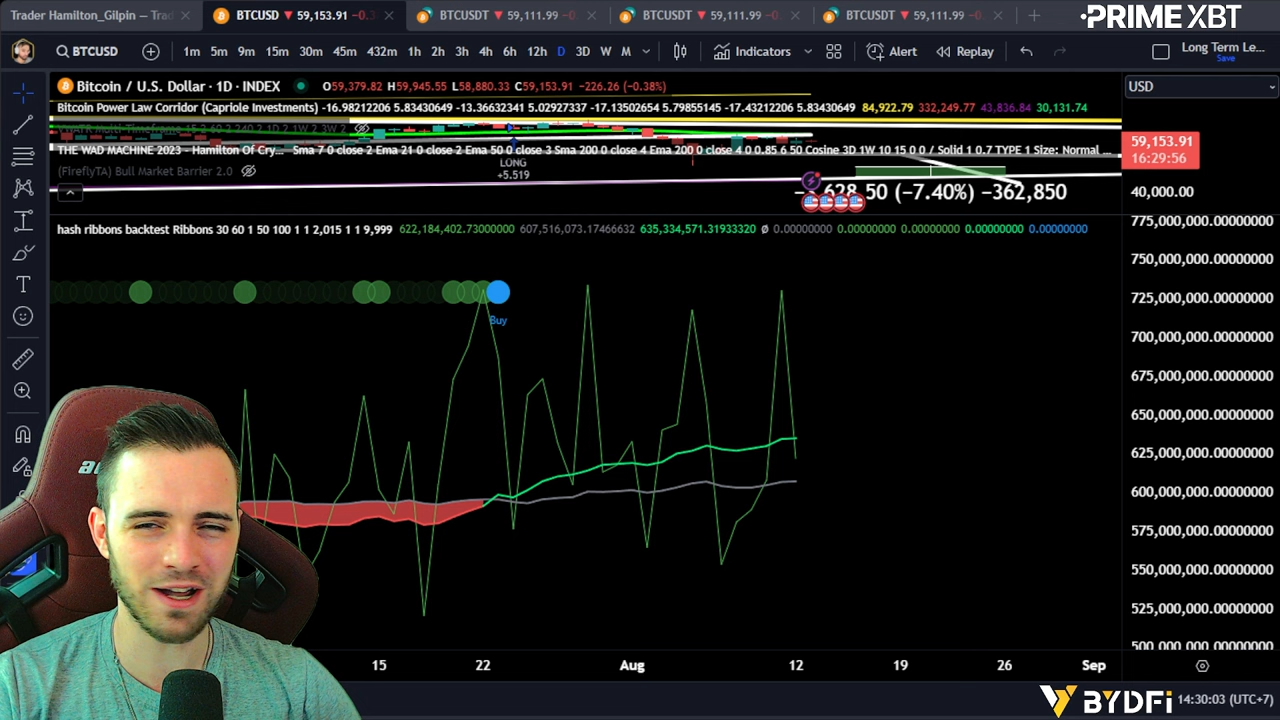 Trader Hamilton_Gilpin — Trad
BTCUSD ▼ 59,153.91 −0.3
BTCUSDT ▼ 59,111.99 −0.
BTCUSDT ▼ 59,111.99 −0.
BTCUSDT ▼ 59,111.99 −0.
PRIME XBT
BTCUSD
1m 5m 9m 15m 30m 45m 432m 1h 2h 3h 4h 6h 12h D 3D W M
Indicators
Alert
Replay
Long Term Le...
Save
Bitcoin / U.S. Dollar · 1D · INDEX
O59,379.82 H59,945.55 L58,880.33 C59,153.91 −226.26 (−0.38%)
USD
Bitcoin Power Law Corridor (Capriole Investments) -16.98212206 5.83430649 -13.36632341 5.02927337 -17.13502654 5.79855145 -17.43212206 5.83430649 84,922.79 332,249.77 43,836.84 30,131.74
THE WAD MACHINE 2023 - Hamilton Of Cry... Sma 7 0 close 2 Ema 21 0 close 2 Ema 50 0 close 3 Sma 200 0 close 4 Ema 200 0 close 4 0 0.85 6 50 Cosine 3D 1W 10 15 0 0 / Solid 1 0.7 TYPE 1 Size: Normal ...
59,153.91
16:29:56
LONG
+5.519
(FireflyTA) Bull Market Barrier 2.0
628.50 (−7.40%) −362,850
40,000.00
hash ribbons backtest Ribbons 30 60 1 50 100 1 1 2,015 1 1 9,999 622,184,402.73000000 607,516,073.17466632 635,334,571.31933320 ø 0.00000000 0.00000000 0.00000000 0.00000000 0.00000000
775,000,000.00000000
750,000,000.00000000
725,000,000.00000000
700,000,000.00000000
675,000,000.00000000
650,000,000.00000000
625,000,000.00000000
600,000,000.00000000
575,000,000.00000000
550,000,000.00000000
525,000,000.00000000
500,000,000.00000000
Buy
15 22 Aug 12 19 26 Sep
BYDFi
14:30:03 (UTC+7)